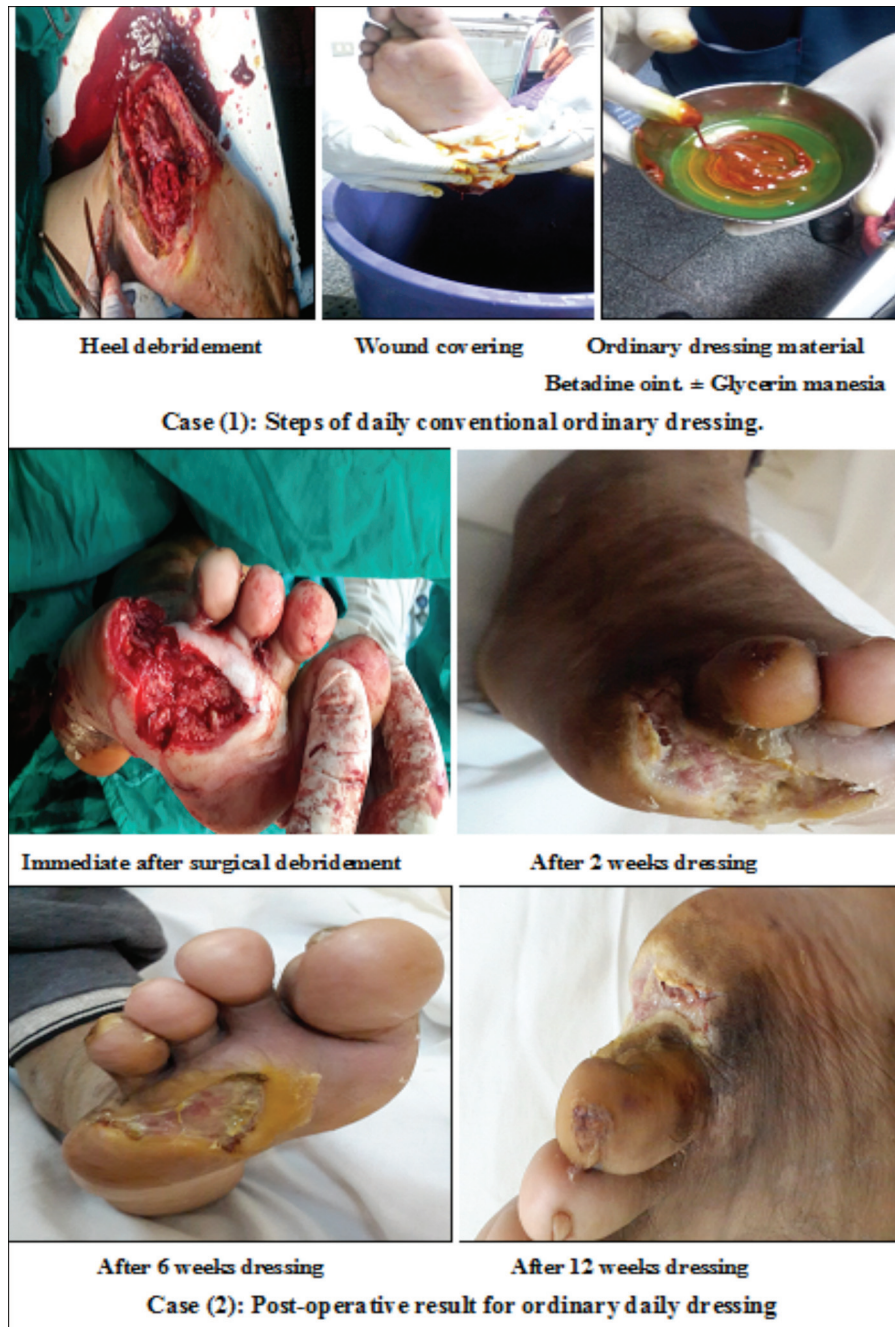 Heel debridement
Wound covering
Ordinary dressing material
Betadine oint. ± Glycerin manesia
Case (1): Steps of daily conventional ordinary dressing.
Immediate after surgical debridement
After 2 weeks dressing
After 6 weeks dressing
After 12 weeks dressing
Case (2): Post-operative result for ordinary daily dressing